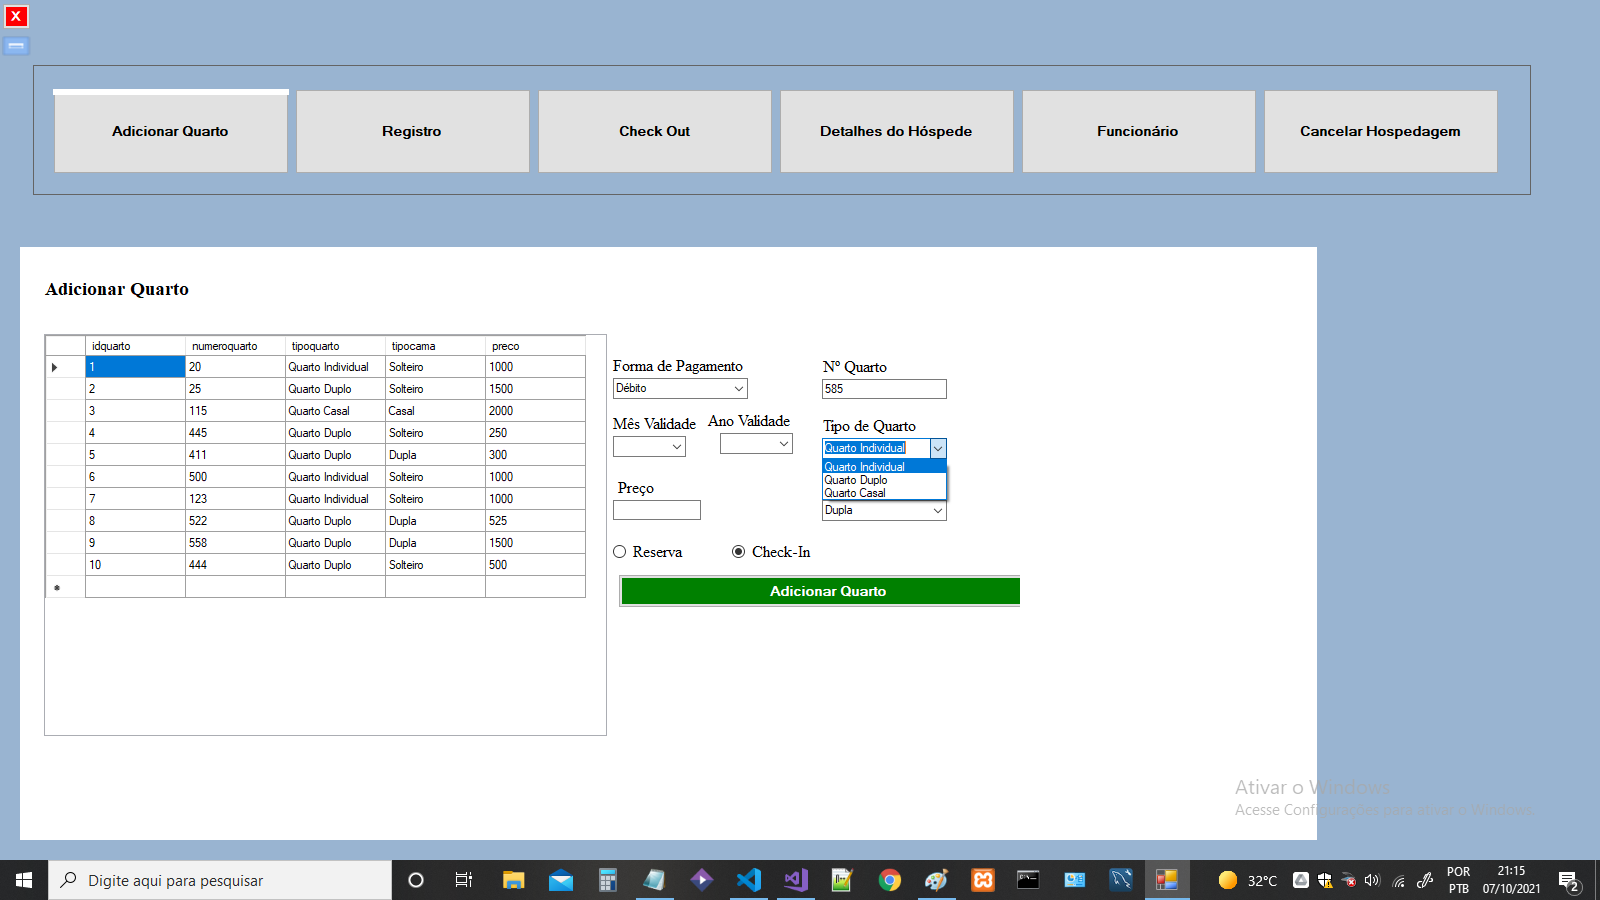 X
Adicionar Quarto
Registro
Check Out
Detalhes do Hóspede
Funcionário
Cancelar Hospedagem
Adicionar Quarto
idquarto numeroquarto tipoquarto tipocama preco
1 20 Quarto Individual Solteiro 1000
2 25 Quarto Duplo Solteiro 1500
3 115 Quarto Casal Casal 2000
4 445 Quarto Duplo Solteiro 250
5 411 Quarto Duplo Dupla 300
6 500 Quarto Individual Solteiro 1000
7 123 Quarto Individual Solteiro 1000
8 522 Quarto Duplo Dupla 525
9 558 Quarto Duplo Dupla 1500
10 444 Quarto Duplo Solteiro 500
Forma de Pagamento
Débito
Mês Validade
Ano Validade
Preço
Reserva
Check-In
Nº Quarto
585
Tipo de Quarto
Quarto Individual
Quarto Individual
Quarto Duplo
Quarto Casal
Dupla
Adicionar Quarto
Ativar o Windows
Acesse Configurações para ativar o Windows.
Digite aqui para pesquisar
32°C
POR
PTB
21:15
07/10/2021
2